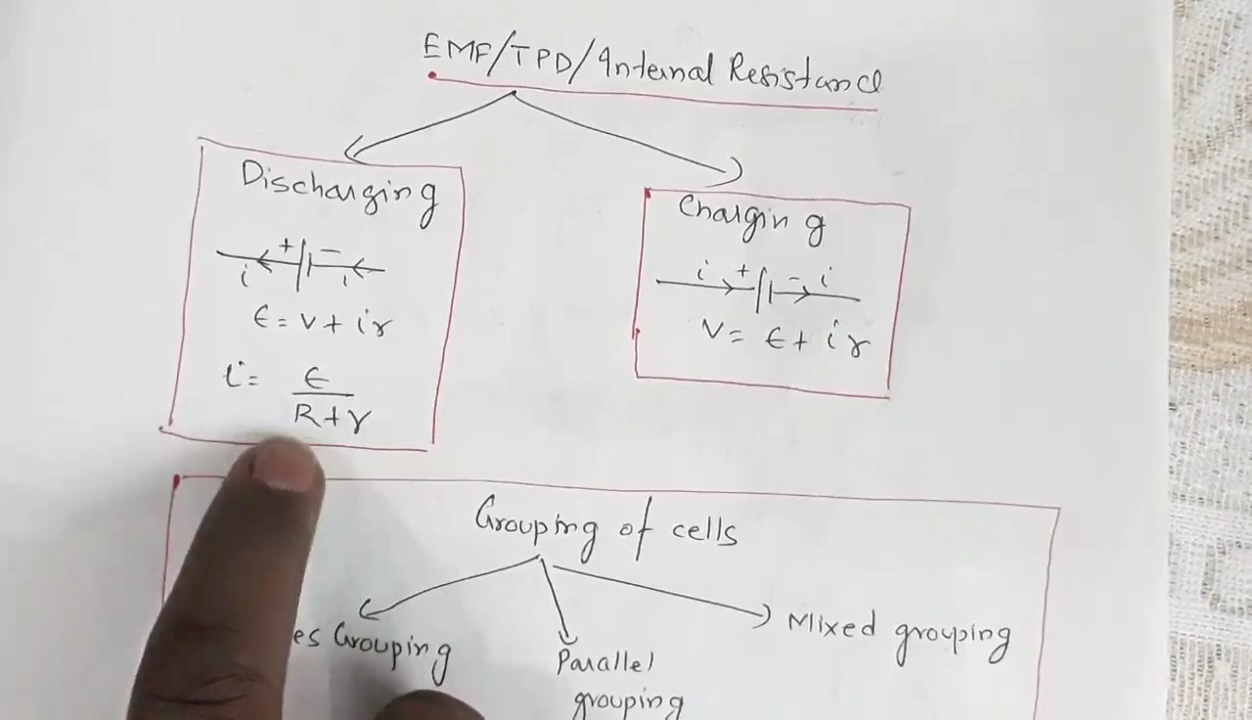 EMF/TPD/Internal Resistance
Discharging
+ −
i i
ϵ = v + ir
i = ϵ / R+r
Charging
i + − i
V = ϵ + ir
Grouping of cells
es Grouping
Parallel
grouping
Mixed grouping